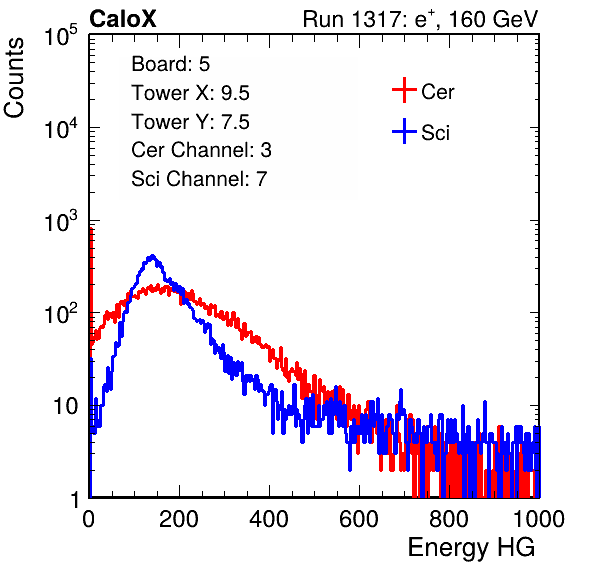 CaloX Run 1317: e⁺, 160 GeV
Counts
Board: 5
Tower X: 9.5
Tower Y: 7.5
Cer Channel: 3
Sci Channel: 7
Cer
Sci
10⁵
10⁴
10³
10²
10
1
0 200 400 600 800 1000
Energy HG